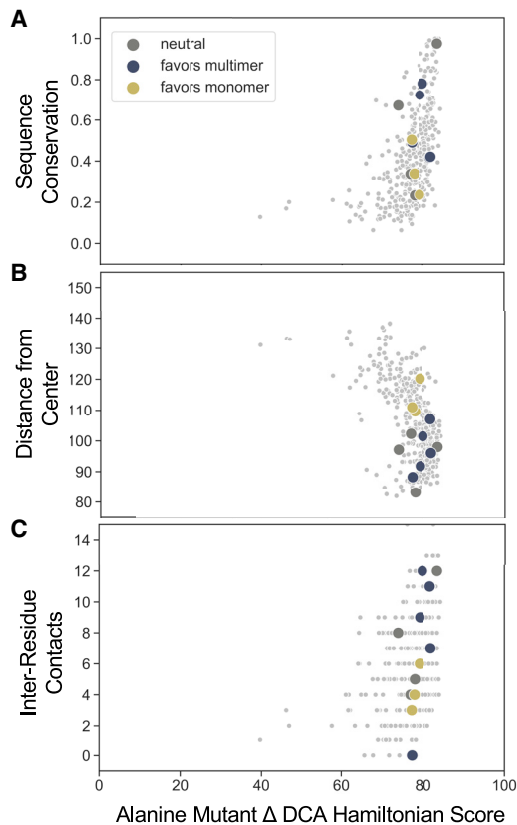 A
1.0
0.8
0.6
0.4
0.2
0.0
Sequence
Conservation
neutral
favors multimer
favors monomer
B
150
140
130
120
110
100
90
80
Distance from
Center
C
14
12
10
8
6
4
2
0
Inter-Residue
Contacts
0 20 40 60 80 100
Alanine Mutant Δ DCA Hamiltonian Score